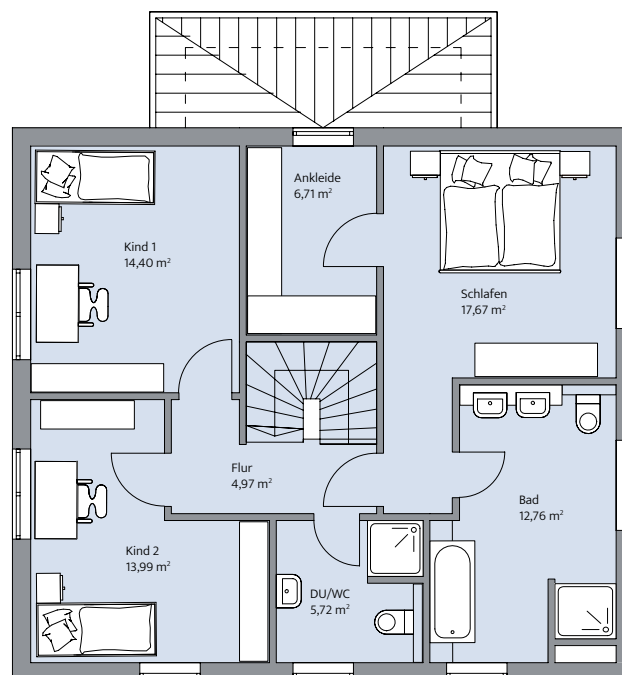 Ankleide
6,71 m²
Kind 1
14,40 m²
Schlafen
17,67 m²
Flur
4,97 m²
Bad
12,76 m²
Kind 2
13,99 m²
DU/WC
5,72 m²